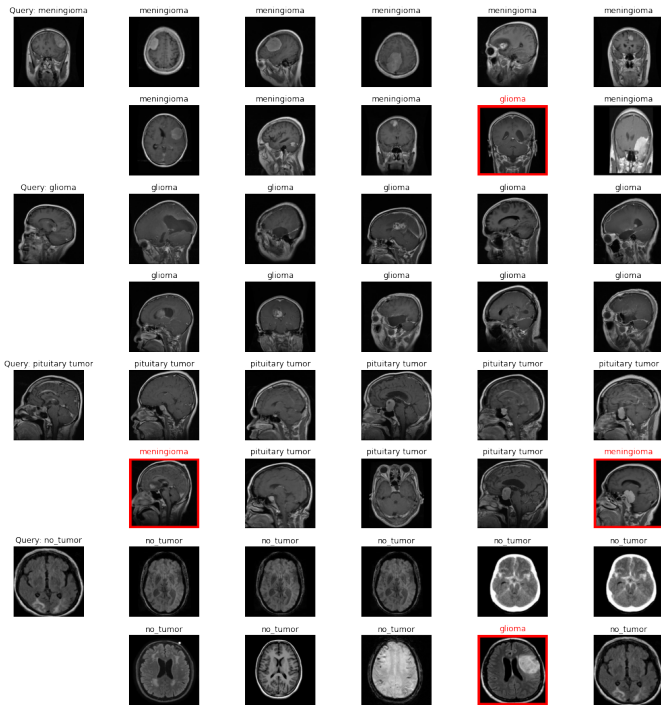 Query: meningioma meningioma meningioma meningioma meningioma meningioma
meningioma meningioma meningioma glioma meningioma
Query: glioma glioma glioma glioma glioma glioma
glioma glioma glioma glioma glioma
Query: pituitary tumor pituitary tumor pituitary tumor pituitary tumor pituitary tumor pituitary tumor
meningioma pituitary tumor pituitary tumor pituitary tumor meningioma
Query: no_tumor no_tumor no_tumor no_tumor no_tumor no_tumor
no_tumor no_tumor no_tumor glioma no_tumor